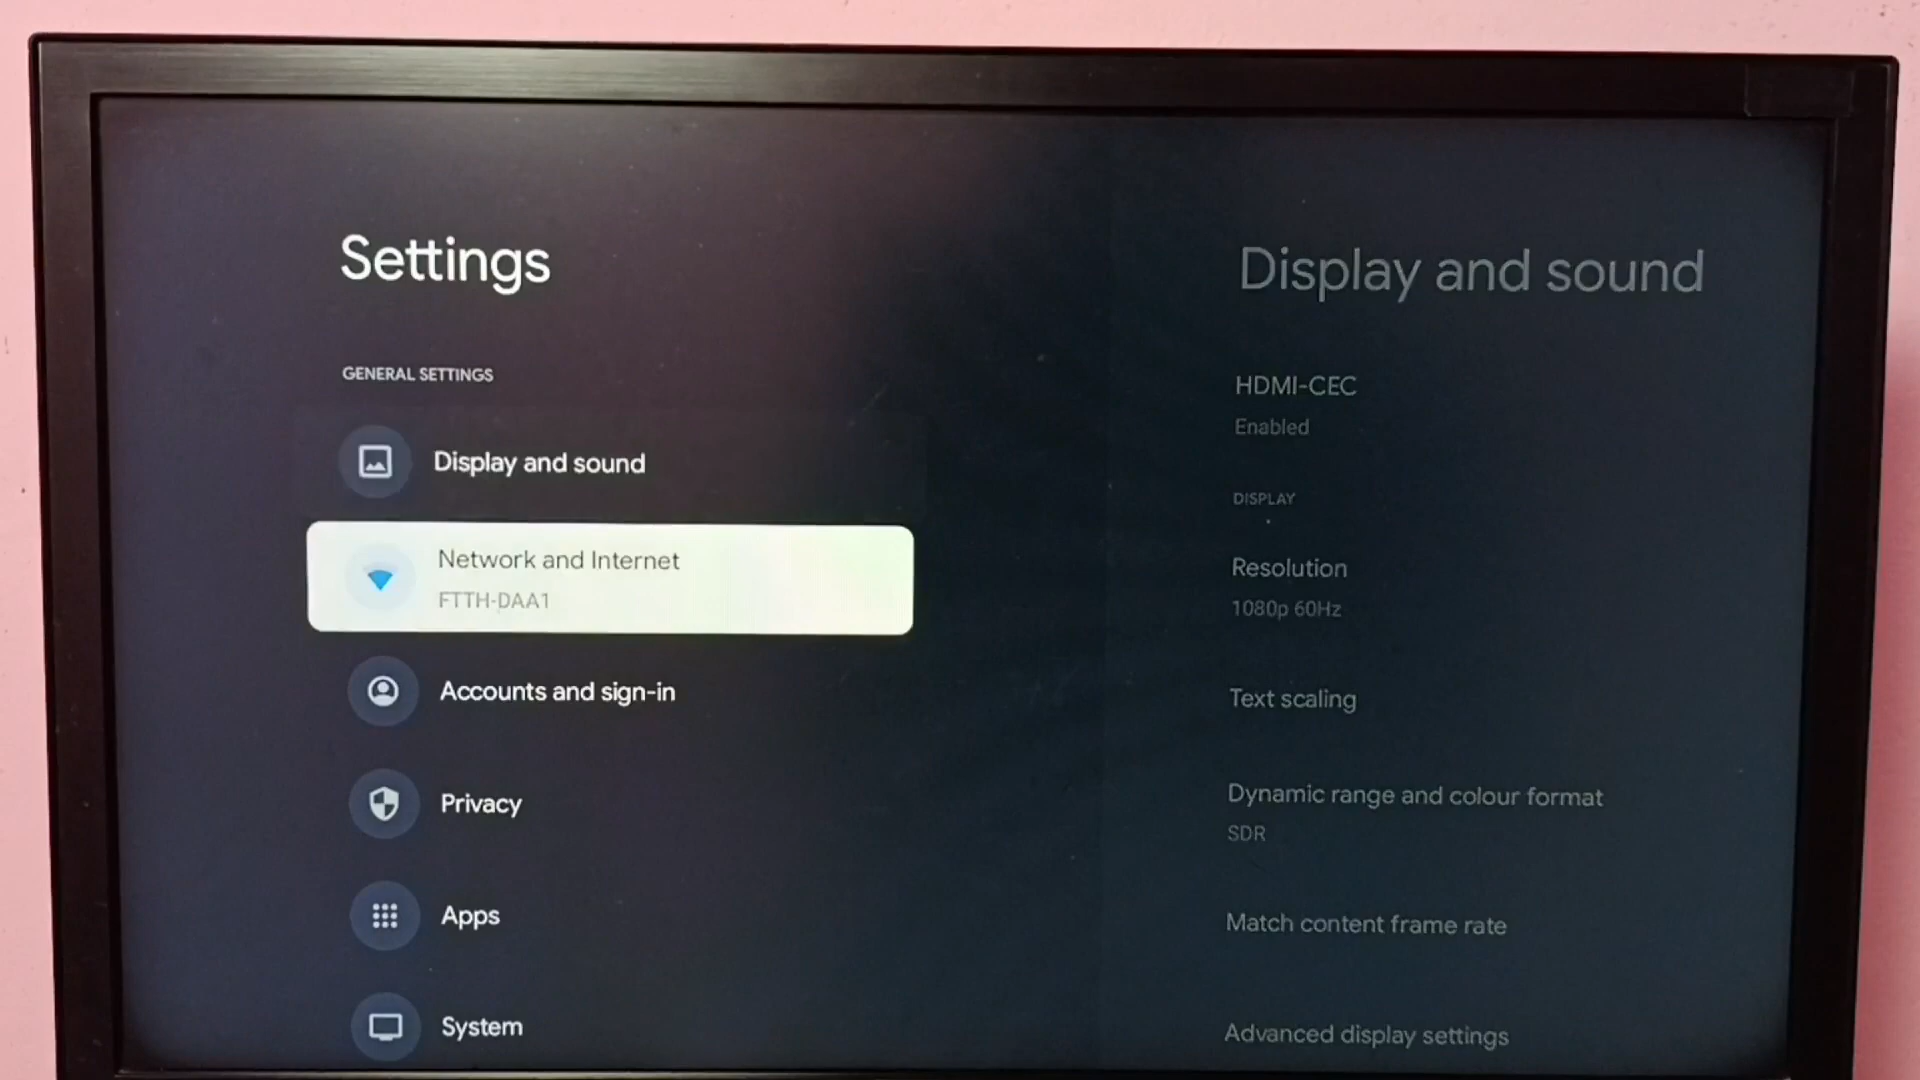 Settings
GENERAL SETTINGS
Display and sound
Network and Internet
FTTH-DAA1
Accounts and sign-in
Privacy
Apps
System
Display and sound
HDMI-CEC
Enabled
DISPLAY
Resolution
1080p 60Hz
Text scaling
Dynamic range and colour format
SDR
Match content frame rate
Advanced display settings